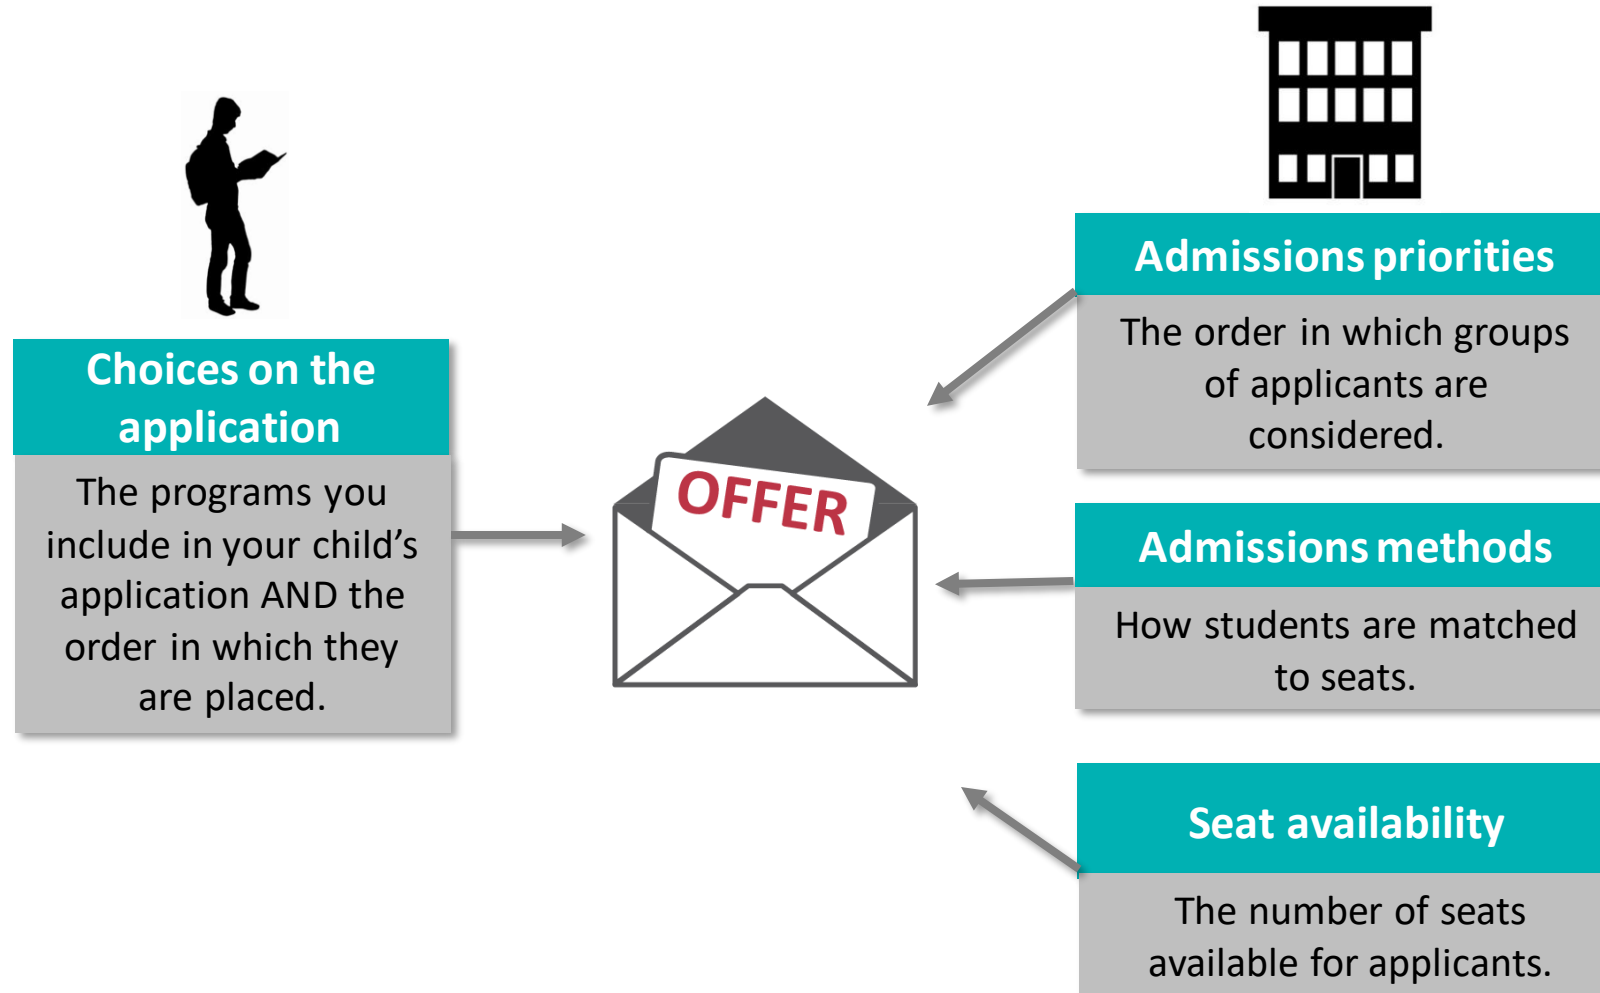 Choices on the
application
The programs you
include in your child's
application AND the
order in which they
are placed.
OFFER
Admissions priorities
The order in which groups
of applicants are
considered.
Admissions methods
How students are matched
to seats.
Seat availability
The number of seats
available for applicants.